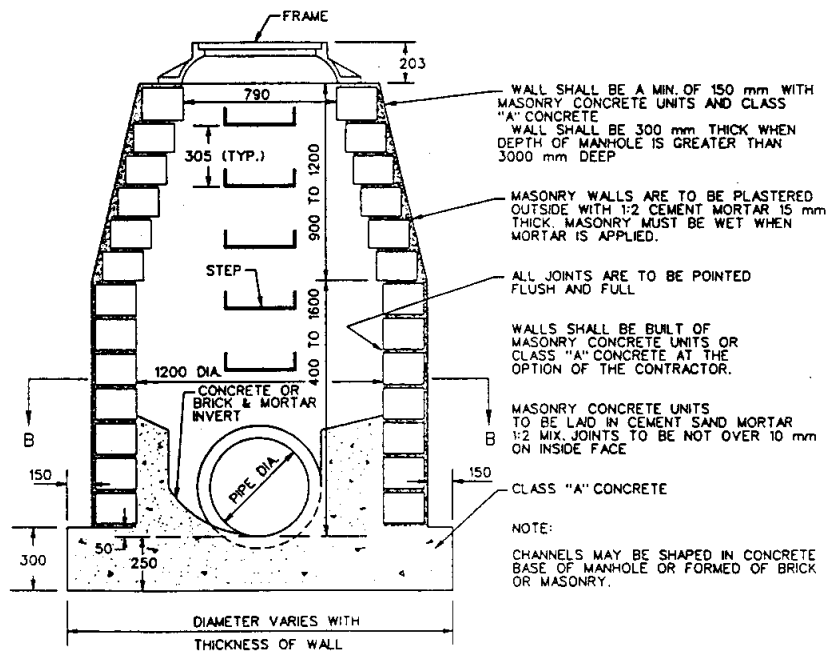 FRAME
203
790
WALL SHALL BE A MIN. OF 150 mm WITH
MASONRY CONCRETE UNITS AND CLASS
"A" CONCRETE
WALL SHALL BE 300 mm THICK WHEN
DEPTH OF MANHOLE IS GREATER THAN
3000 mm DEEP
305 (TYP.)
900 TO 1200
MASONRY WALLS ARE TO BE PLASTERED
OUTSIDE WITH 1:2 CEMENT MORTAR 15 mm
THICK. MASONRY MUST BE WET WHEN
MORTAR IS APPLIED.
STEP
ALL JOINTS ARE TO BE POINTED
FLUSH AND FULL
400 TO 1600
WALLS SHALL BE BUILT OF
MASONRY CONCRETE UNITS OR
CLASS "A" CONCRETE AT THE
OPTION OF THE CONTRACTOR.
1200 DIA.
CONCRETE OR
BRICK & MORTAR
INVERT
B
B
MASONRY CONCRETE UNITS
TO BE LAID IN CEMENT SAND MORTAR
1:2 MIX. JOINTS TO BE NOT OVER 10 mm
ON INSIDE FACE
PIPE DIA.
150
150
CLASS "A" CONCRETE
NOTE:
CHANNELS MAY BE SHAPED IN CONCRETE
BASE OF MANHOLE OR FORMED OF BRICK
OR MASONRY.
300
50
250
DIAMETER VARIES WITH
THICKNESS OF WALL